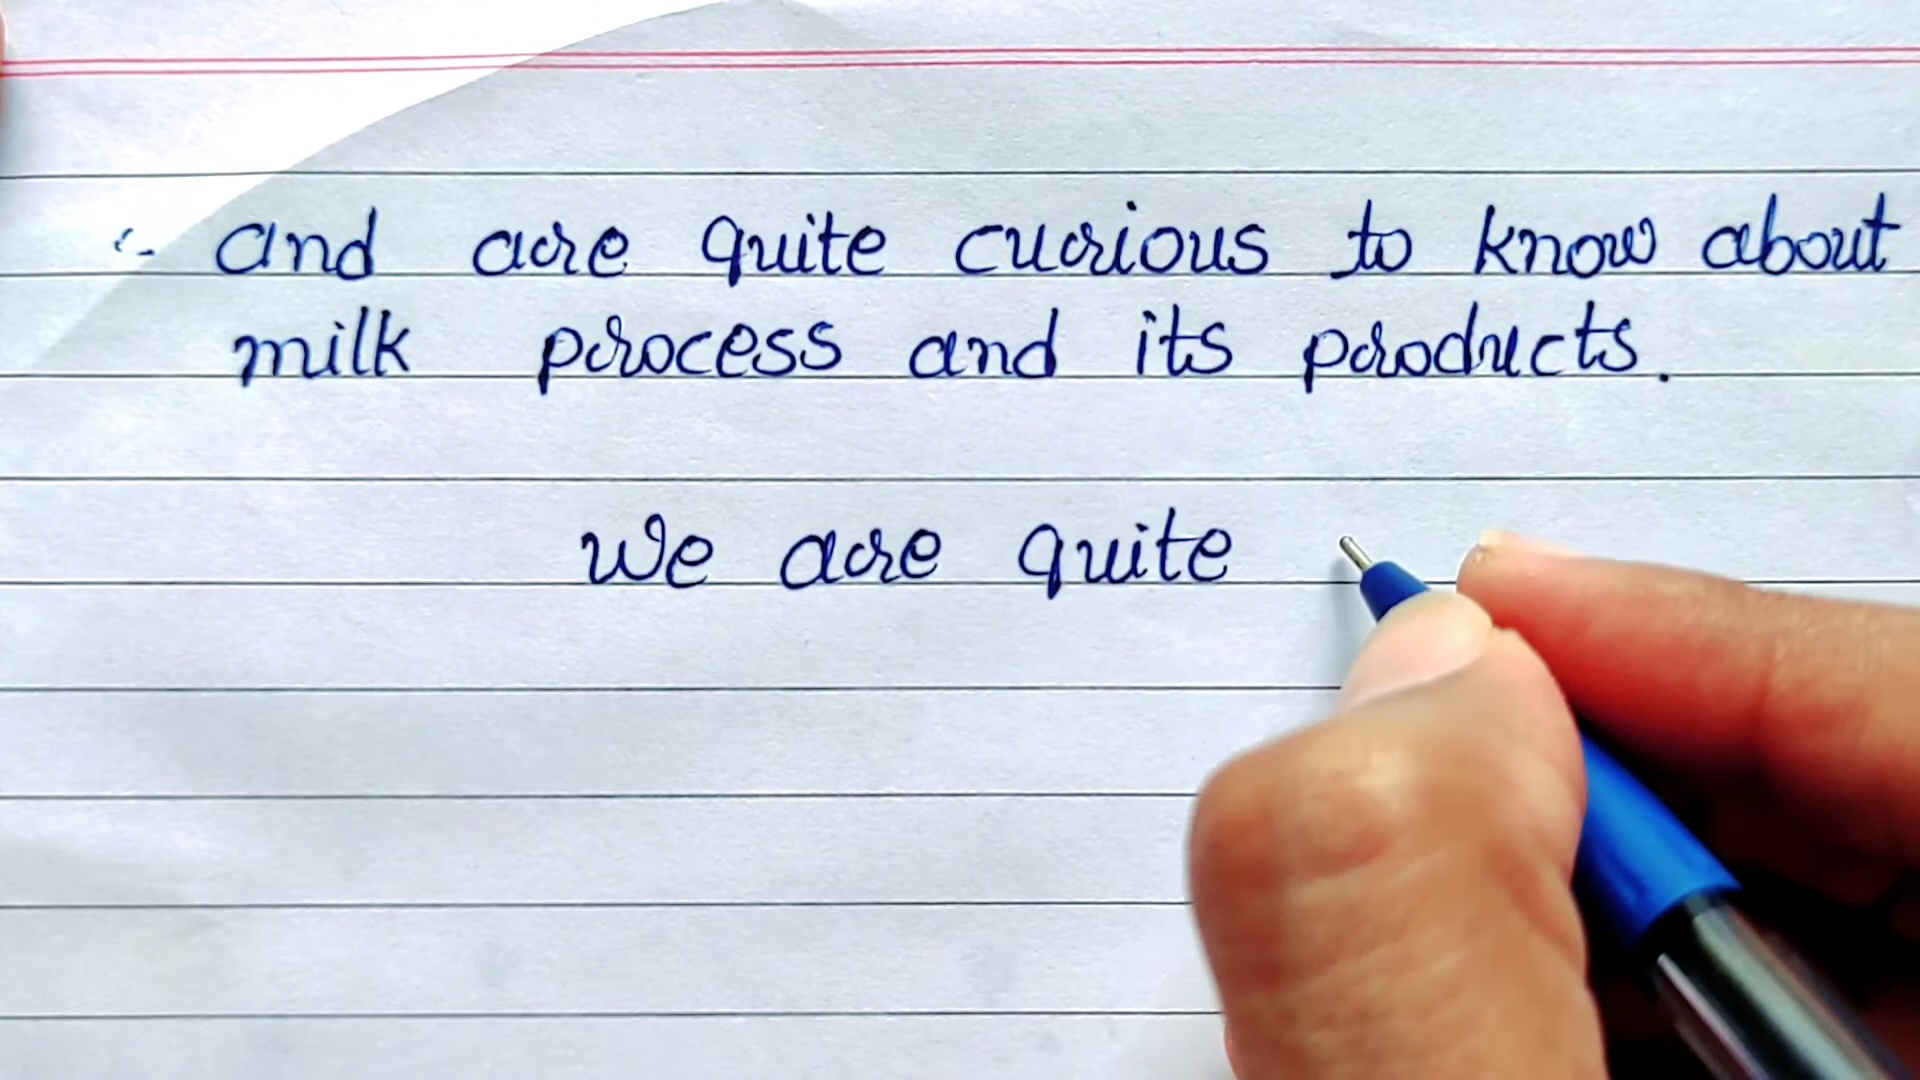 and are quite curious to know about
milk process and its products.
We are quite